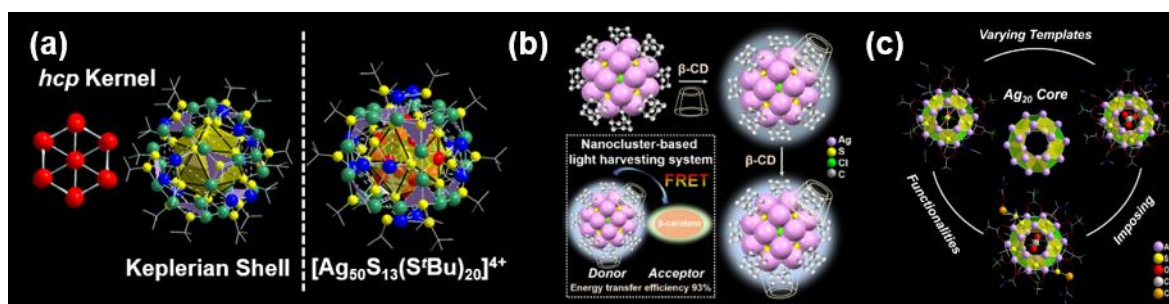 (a)
hcp Kernel
Keplerian Shell
[Ag50S13(StBu)20]4+
(b)
β-CD
Ag
S
Cl
C
Nanocluster-based
light harvesting system
FRET
β-carotene
Donor
Acceptor
Energy transfer efficiency 93%
β-CD
(c)
Varying Templates
Ag20 Core
Functionalities
Imposing